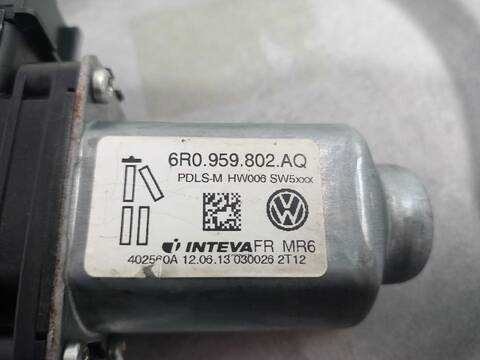 6R0.959.802.AQ
PDLS-M HW006 SW5xxx
INTEVA FR MR6
402560A 12.06.13 030026 2T12